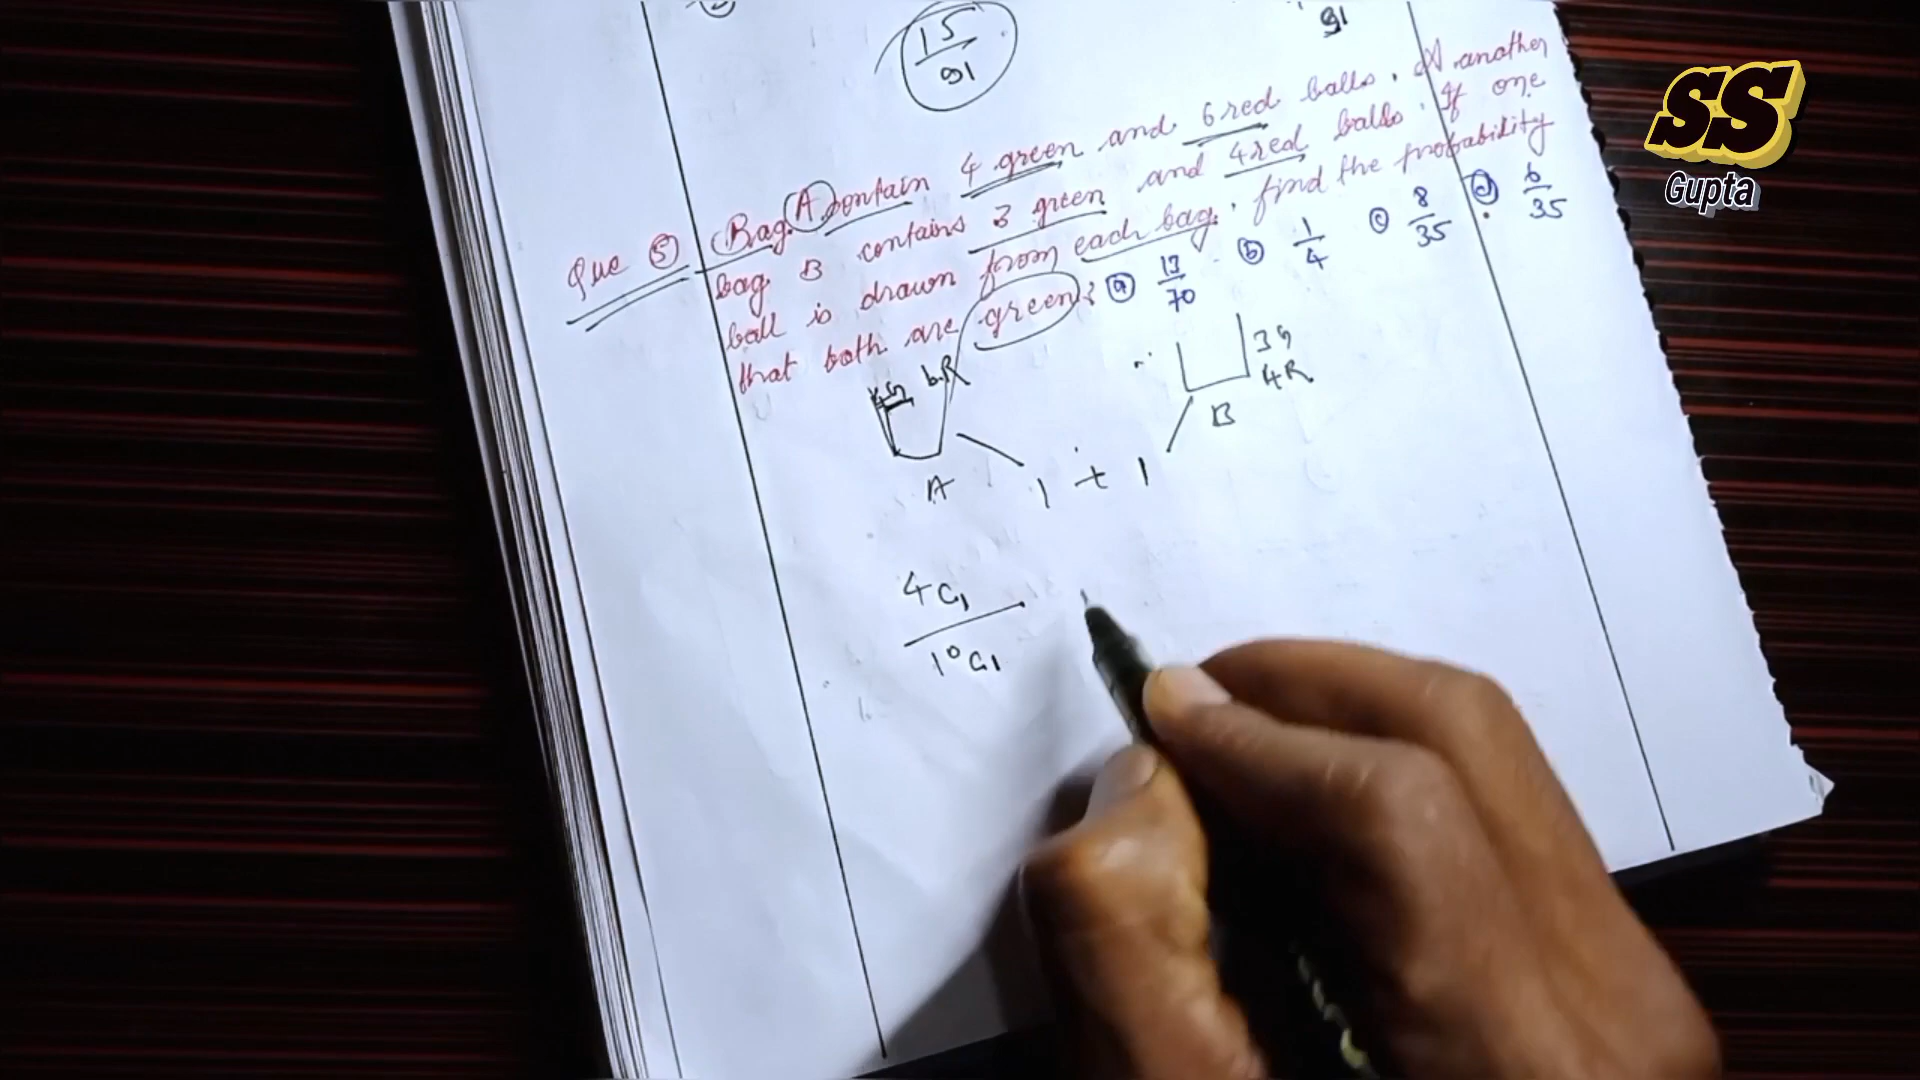 15
91
91
Que 5 Bag A contain 4 green and 6 red balls. A another
bag B contains 3 green and 4 red balls. If one
ball is drawn from each bag. find the probability
that both are green? (a) 13/70 (b) 1/4 (c) 8/35 (d) 6/35
4G 6R
3G
4R
A
B
1 + 1
4C1
10C1
SS
Gupta